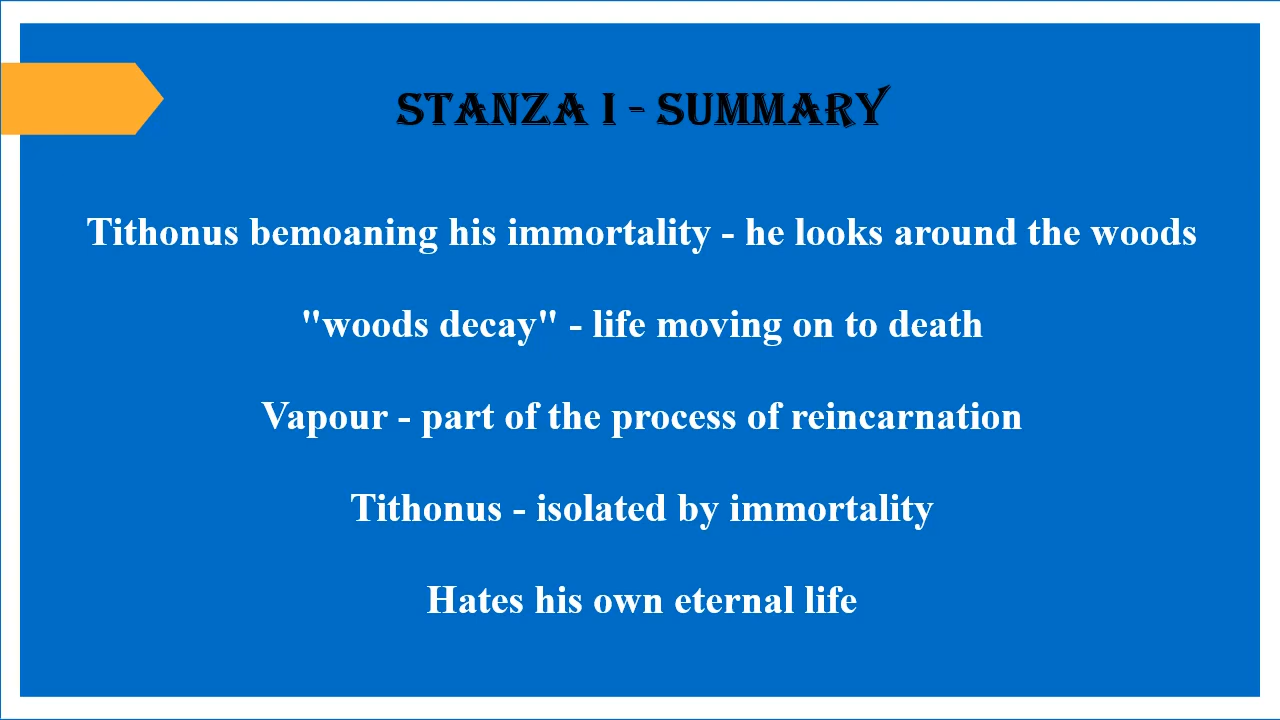 STANZA I - SUMMARY
Tithonus bemoaning his immortality - he looks around the woods
"woods decay" - life moving on to death
Vapour - part of the process of reincarnation
Tithonus - isolated by immortality
Hates his own eternal life